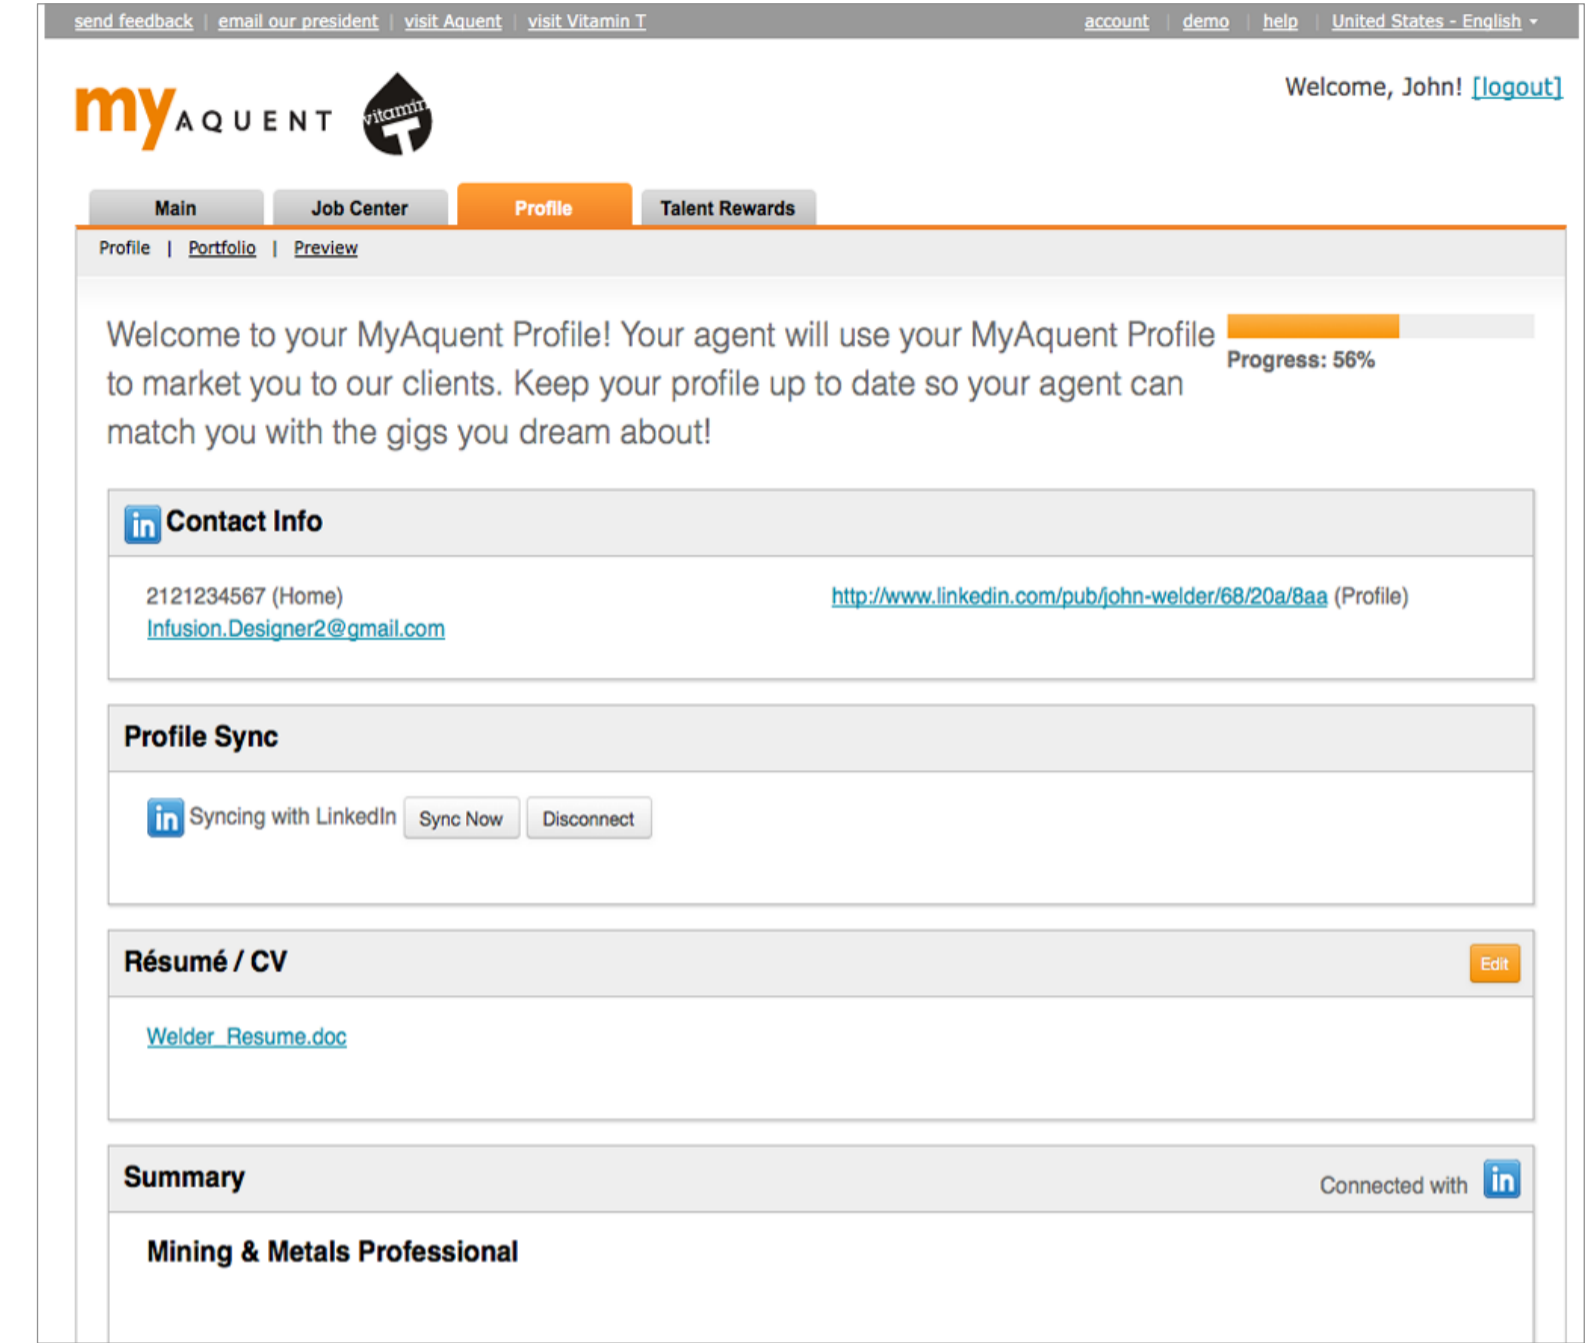 send feedback | email our president | visit Aquent | visit Vitamin T
account | demo | help | United States - English
my AQUENT vitamin T
Welcome, John! [logout]
Main Job Center Profile Talent Rewards
Profile | Portfolio | Preview
Welcome to your MyAquent Profile! Your agent will use your MyAquent Profile
to market you to our clients. Keep your profile up to date so your agent can
match you with the gigs you dream about!
Progress: 56%
in Contact Info
2121234567 (Home)
Infusion.Designer2@gmail.com
http://www.linkedin.com/pub/john-welder/68/20a/8aa (Profile)
Profile Sync
in Syncing with LinkedIn Sync Now Disconnect
Résumé / CV
Edit
Welder_Resume.doc
Summary
Connected with in
Mining & Metals Professional